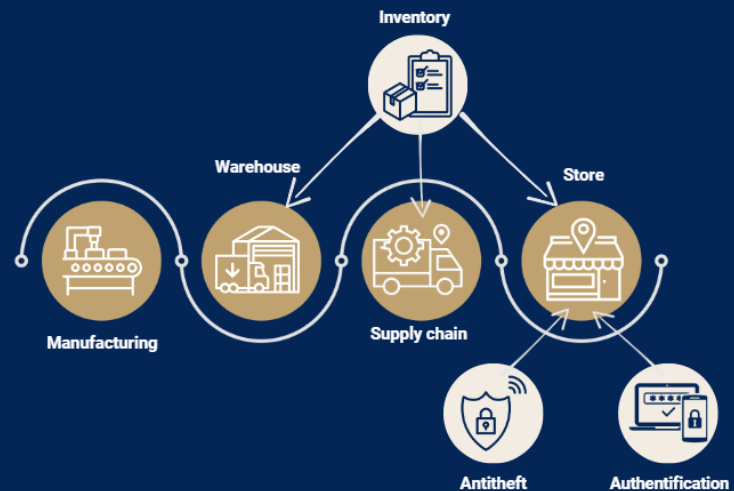 Inventory
Warehouse
Store
Manufacturing
Supply chain
Antitheft
Authentification